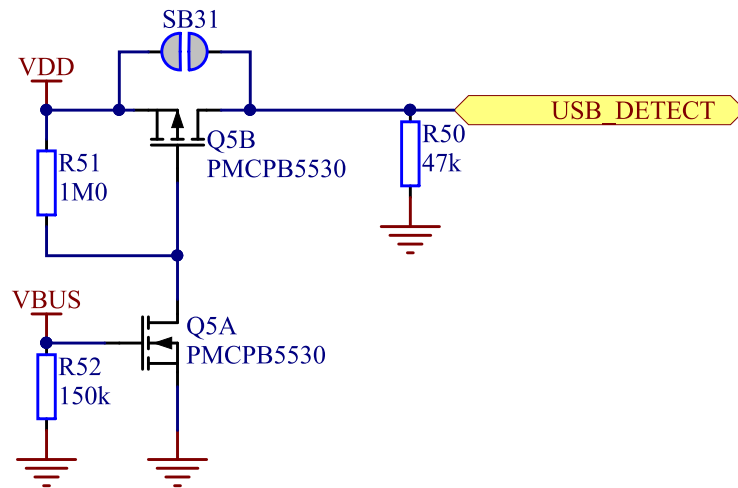 SB31
VDD
USB_DETECT
Q5B
PMCPB5530
R50
47k
R51
1M0
VBUS
Q5A
PMCPB5530
R52
150k